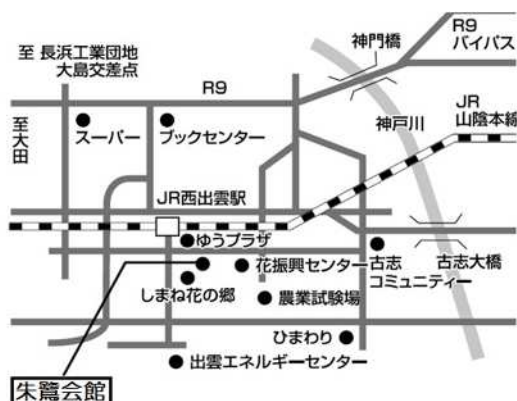 神門橋
R9
バイパス
至 長浜工業団地
大島交差点
R9
JR
山陰本線
至大田
スーパー
ブックセンター
神戸川
JR西出雲駅
ゆうプラザ
花振興センター
古志
コミュニティー
古志大橋
しまね花の郷
農業試験場
ひまわり
出雲エネルギーセンター
朱鷺会館